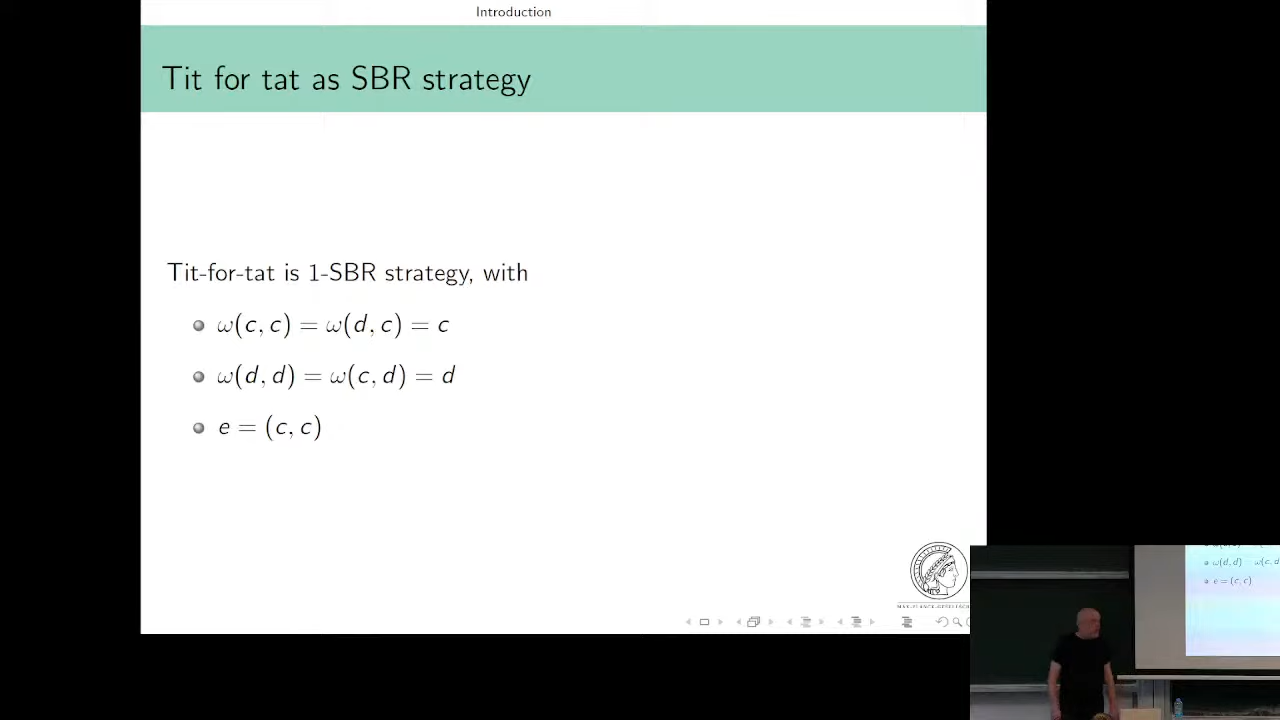 Introduction
Tit for tat as SBR strategy
Tit-for-tat is 1-SBR strategy, with
ω(c, c) = ω(d, c) = c
ω(d, d) = ω(c, d) = d
e = (c, c)
ω(d, d) ω(c, d
e = (c, c)